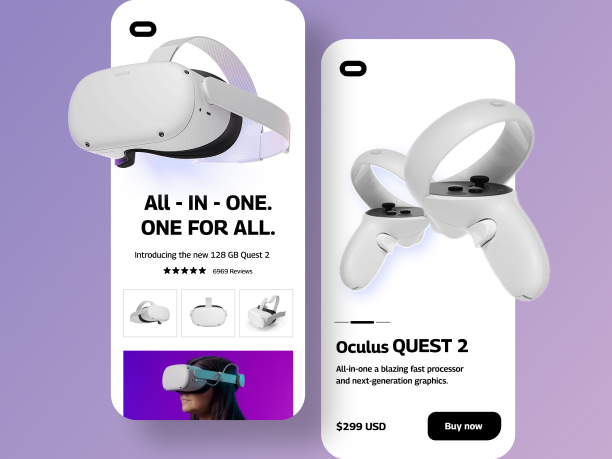 All - IN - ONE.
ONE FOR ALL.
Introducing the new 128 GB Quest 2
★★★★★ 6969 Reviews
Oculus QUEST 2
All-in-one a blazing fast processor
and next-generation graphics.
$299 USD
Buy now